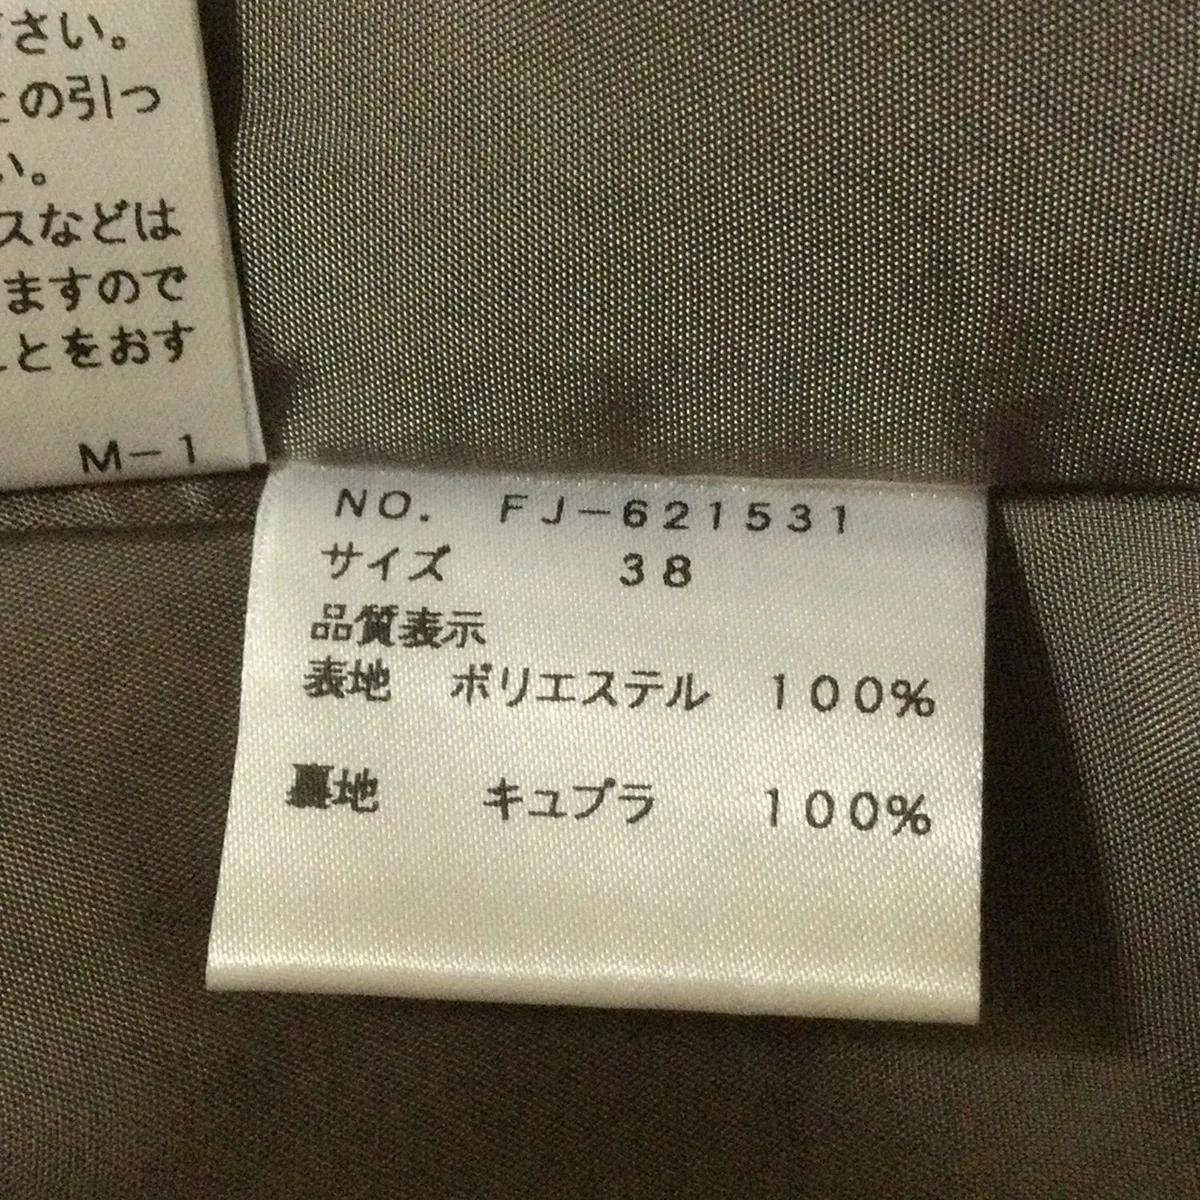 さい。
の引つ
い。
スなどは
ますので
とをおす
M-1
NO. FJ-621531
サイズ 38
品質表示
表地 ポリエステル 100%
裏地 キュプラ 100%